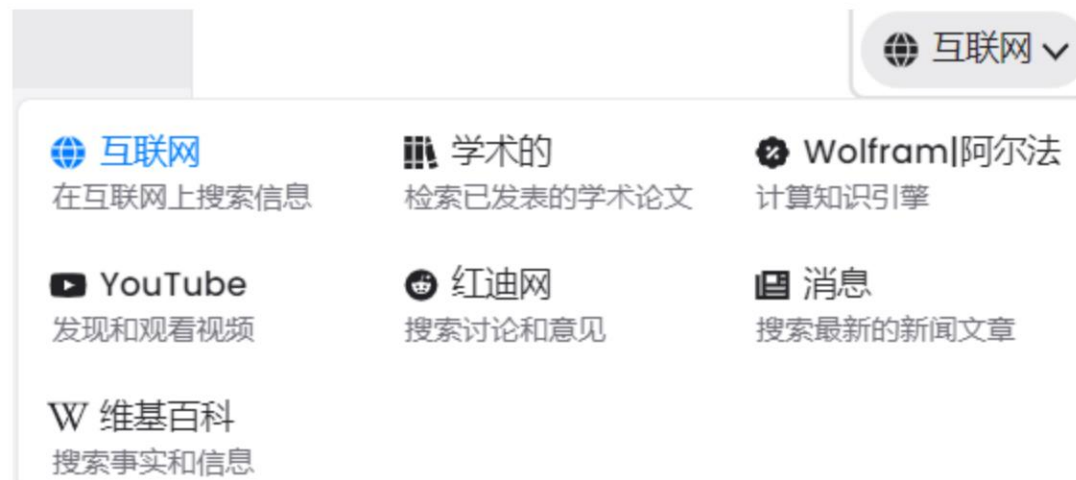 互联网
互联网
在互联网上搜索信息
学术的
检索已发表的学术论文
Wolfram|阿尔法
计算知识引擎
YouTube
发现和观看视频
红迪网
搜索讨论和意见
消息
搜索最新的新闻文章
W 维基百科
搜索事实和信息